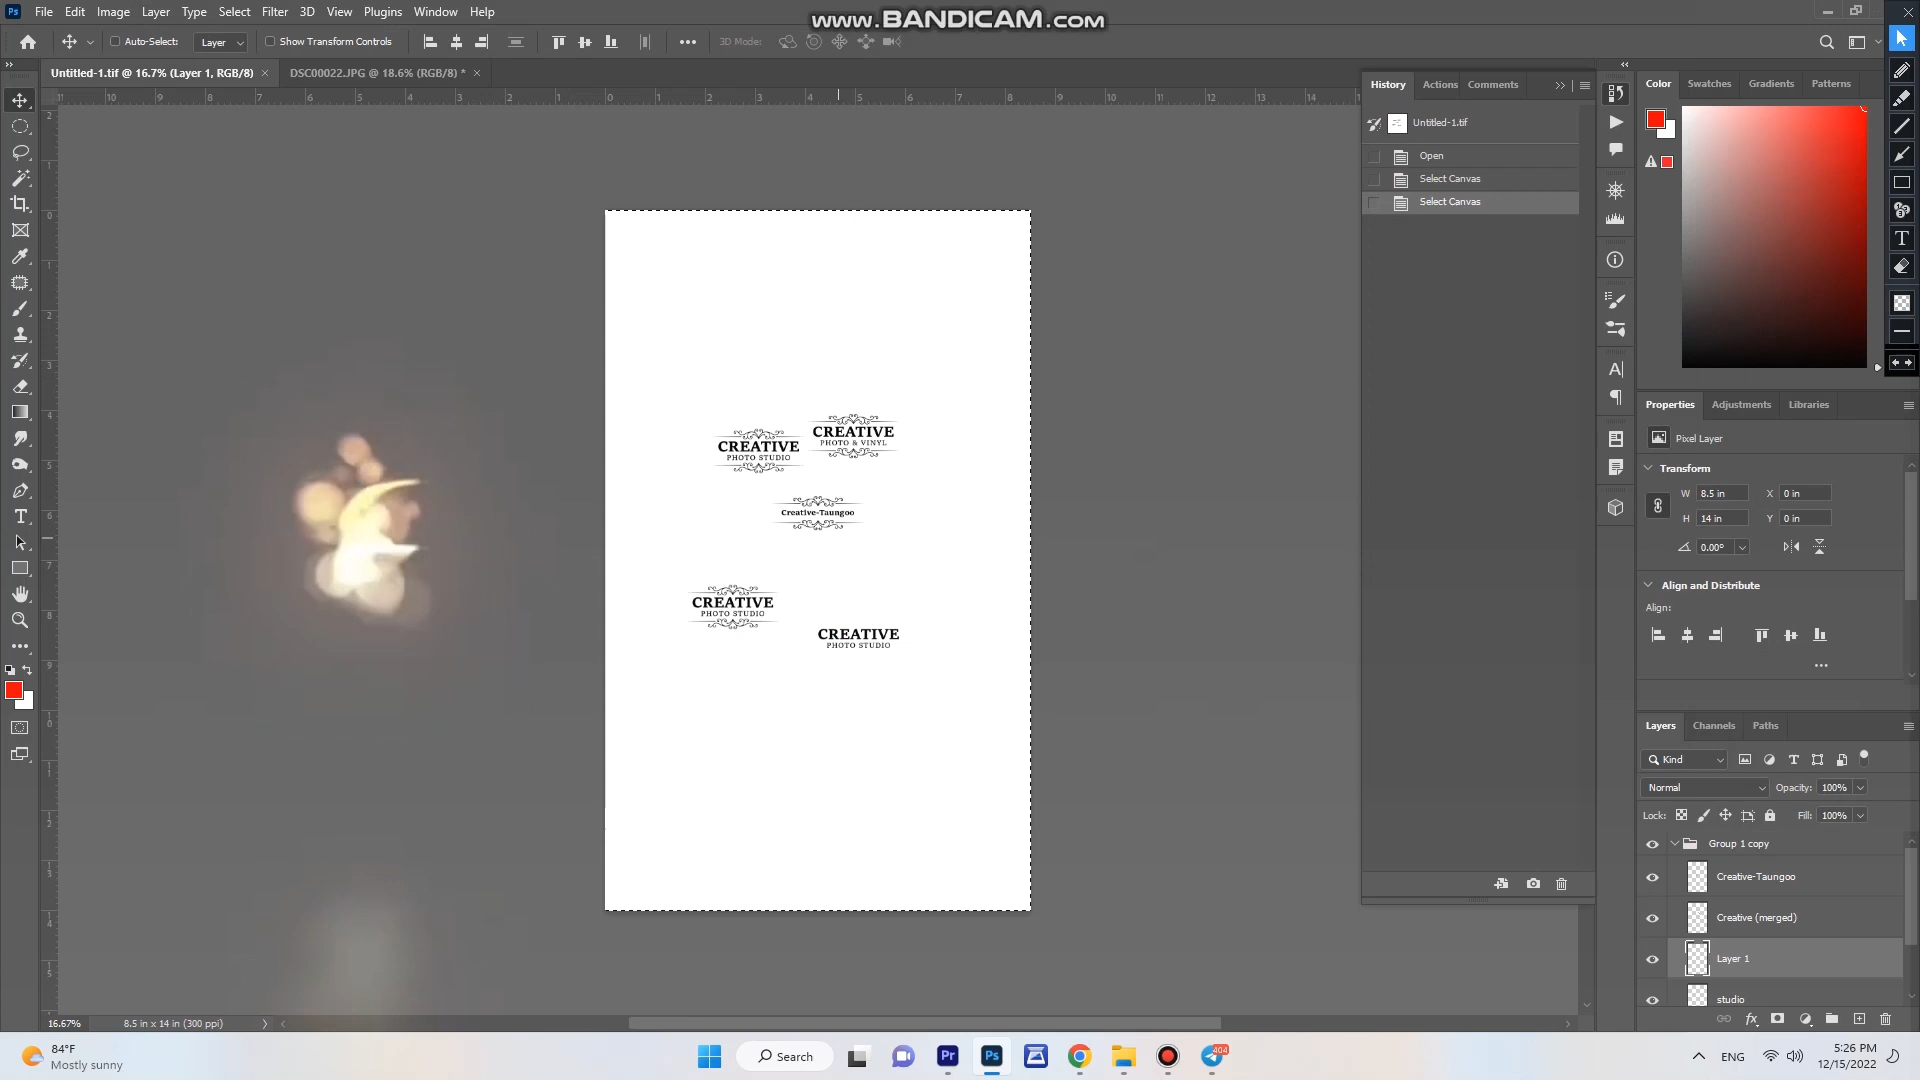 www.BANDICAM.com
File Edit Image Layer Type Select Filter 3D View Plugins Window Help
Auto-Select: Layer Show Transform Controls 3D Mode:
Untitled-1.tif @ 16.7% (Layer 1, RGB/8) × DSC00022.JPG @ 18.6% (RGB/8) * ×
History Actions Comments
Untitled-1.tif
Open
Select Canvas
Select Canvas
CREATIVE
PHOTO STUDIO
CREATIVE
PHOTO & VINYL
Creative-Taungoo
CREATIVE
PHOTO STUDIO
CREATIVE
PHOTO STUDIO
Color Swatches Gradients Patterns
Properties Adjustments Libraries
Pixel Layer
Transform
W 8.5 in X 0 in
H 14 in Y 0 in
0.00°
Align and Distribute
Align:
Layers Channels Paths
Kind
Normal Opacity: 100%
Lock: Fill: 100%
Group 1 copy
Creative-Taungoo
Creative (merged)
Layer 1
studio
16.67% 8.5 in x 14 in (300 ppi)
84°F
Mostly sunny
Search
Pr
Ps
404
ENG
5:26 PM
12/15/2022